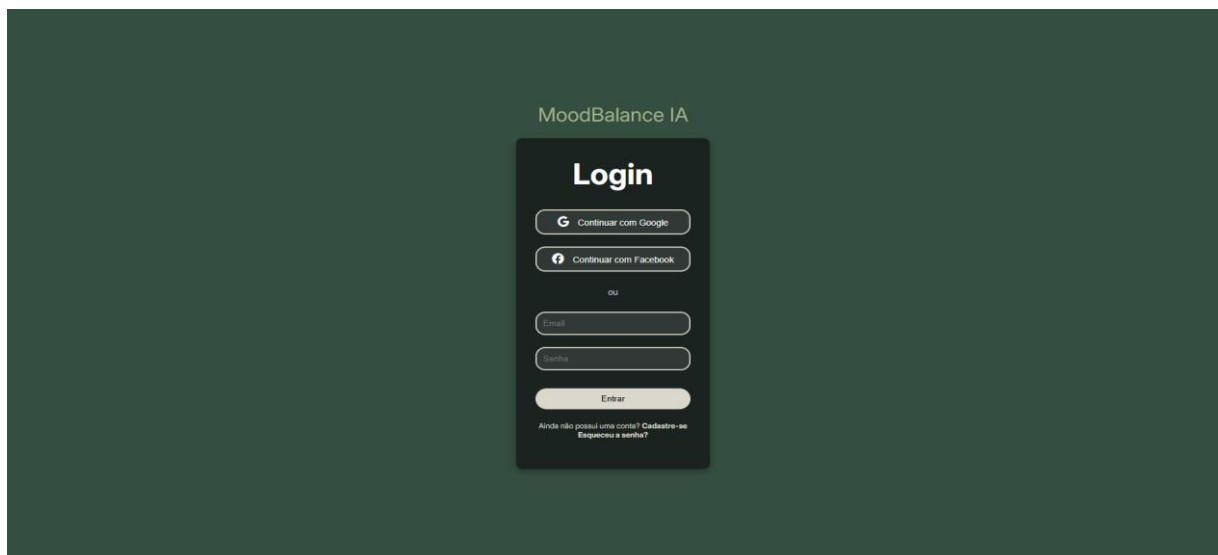 MoodBalance IA
Login
Continuar com Google
Continuar com Facebook
ou
Email
Senha
Entrar
Ainda não possui uma conta? Cadastre-se
Esqueceu a senha?